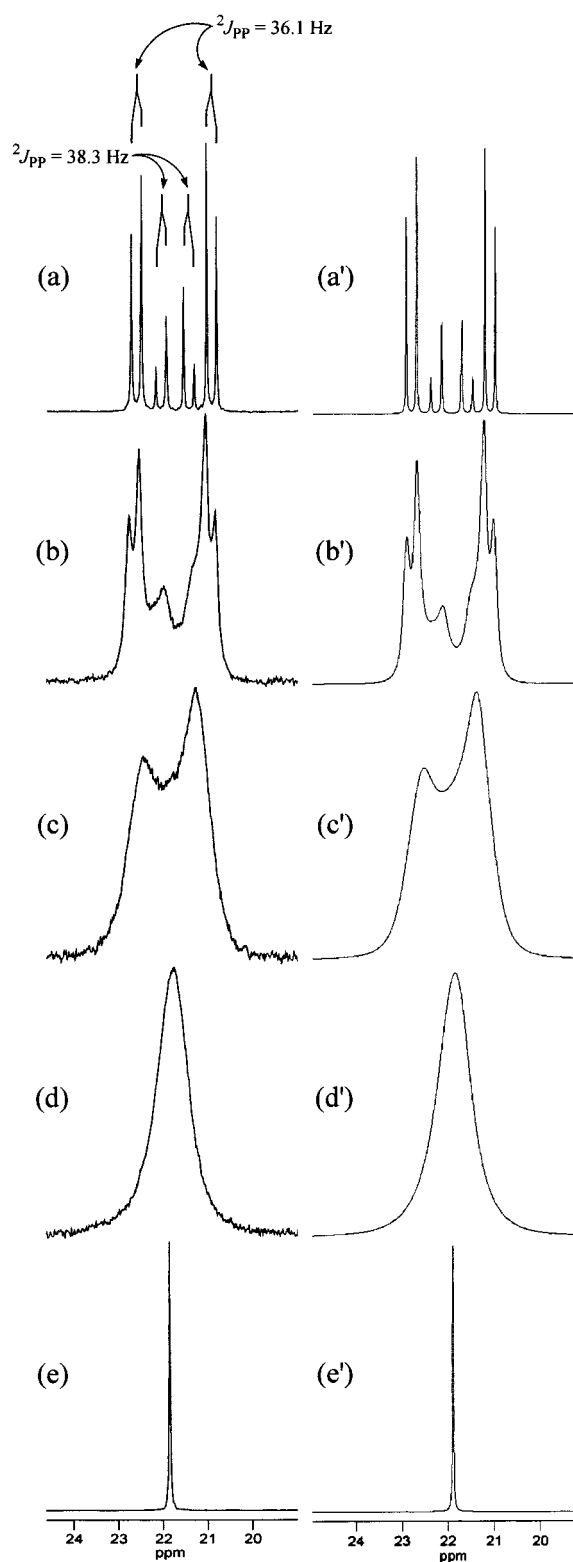 ²J_PP = 36.1 Hz
²J_PP = 38.3 Hz
(a) (a')
(b) (b')
(c) (c')
(d) (d')
(e) (e')
24 23 22 21 20 24 23 22 21 20
ppm ppm